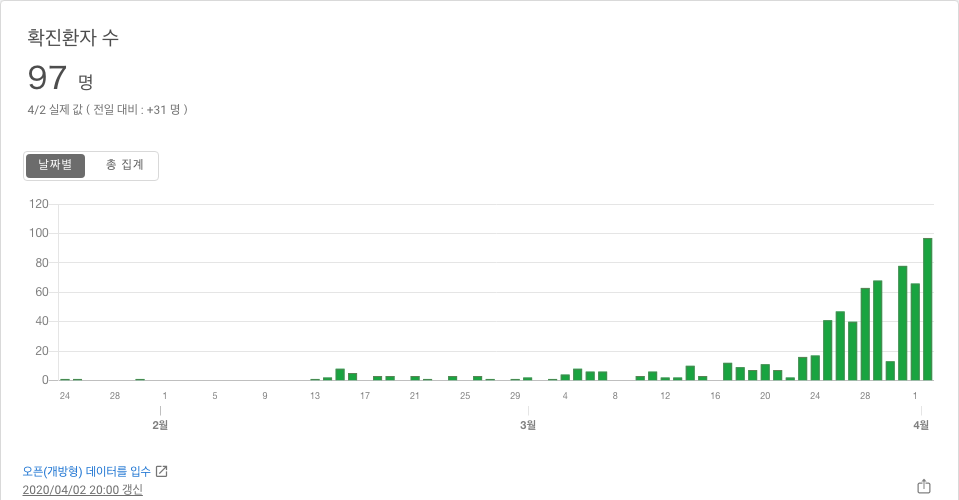 확진환자 수
97 명
4/2 실제 값 ( 전일 대비 : +31 명 )
날짜별 총 집계
120
100
80
60
40
20
0
24 28 1 5 9 13 17 21 25 29 4 8 12 16 20 24 28 1
2월 3월 4월
오픈(개방형) 데이터를 입수
2020/04/02 20:00 갱신